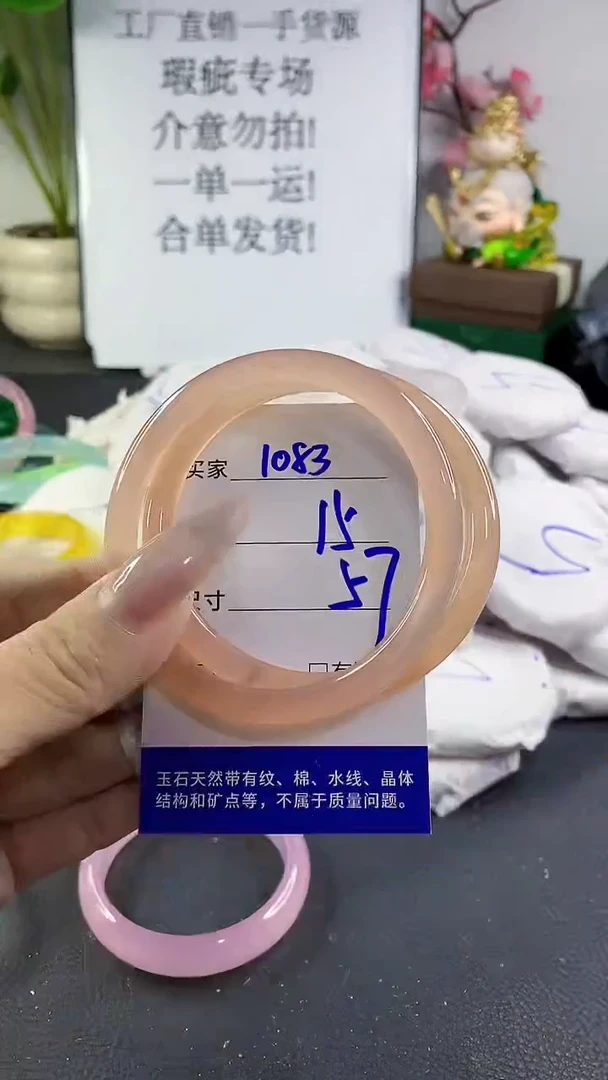 工厂直销一手货源
瑕疵专场
介意勿拍!
一单一运!
合单发货!
买家 1083
15
尺寸 57
玉石天然带有纹、棉、水线、晶体
结构和矿点等，不属于质量问题。